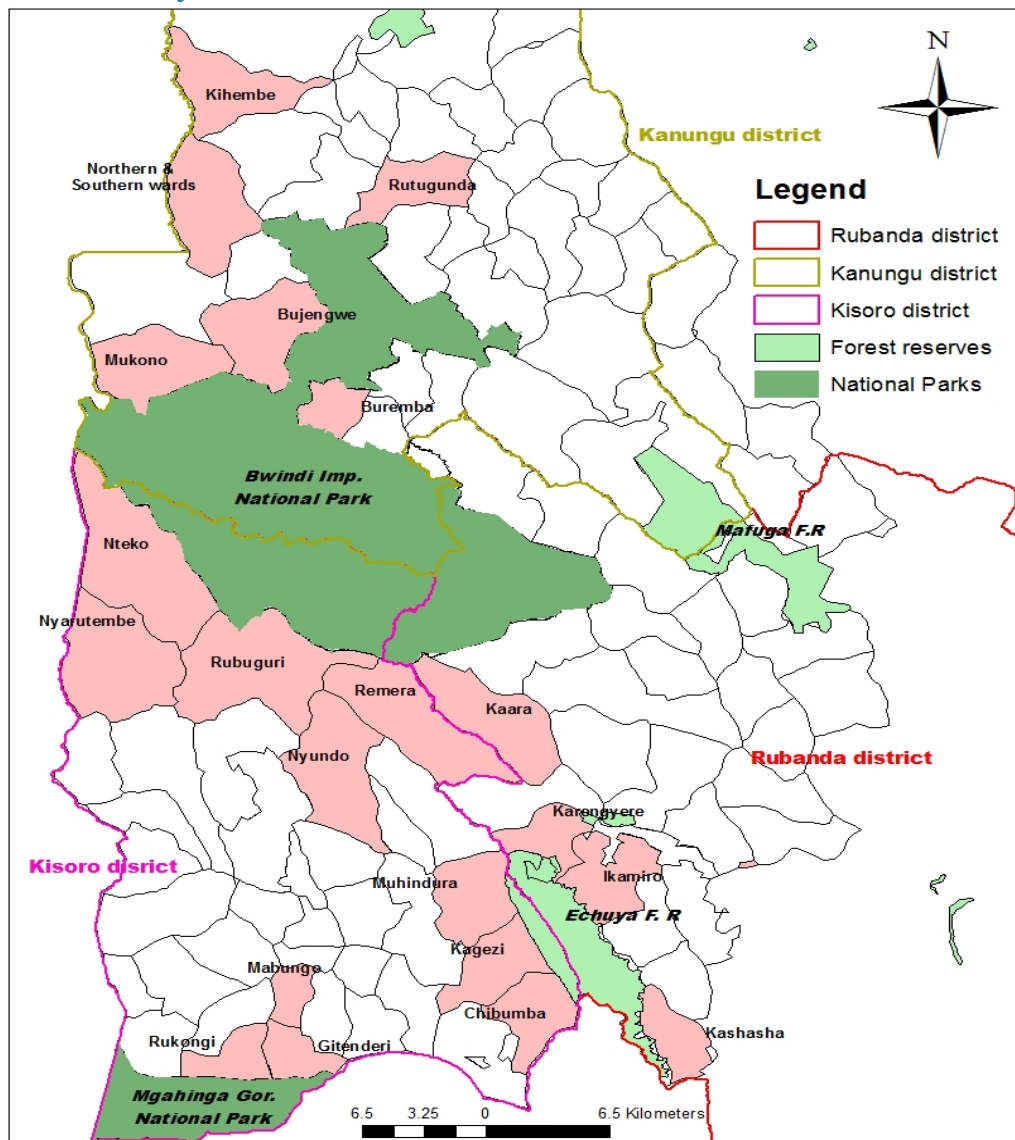 N
Kihembe
Kanungu district
Northern &
Southern wards
Rutugunda
Legend
Rubanda district
Kanungu district
Kisoro district
Forest reserves
National Parks
Bujengwe
Mukono
Buremba
Bwindi Imp.
National Park
Mafuga F.R
Nteko
Nyarutembe
Rubuguri
Remera
Kaara
Nyundo
Rubanda district
Karongyere
Kisoro disrict
Muhindura
Ikamiro
Echuya F. R
Kagezi
Mabungo
Chibumba
Kashasha
Rukongi
Gitenderi
Mgahinga Gor.
National Park
6.5 3.25 0 6.5 Kilometers